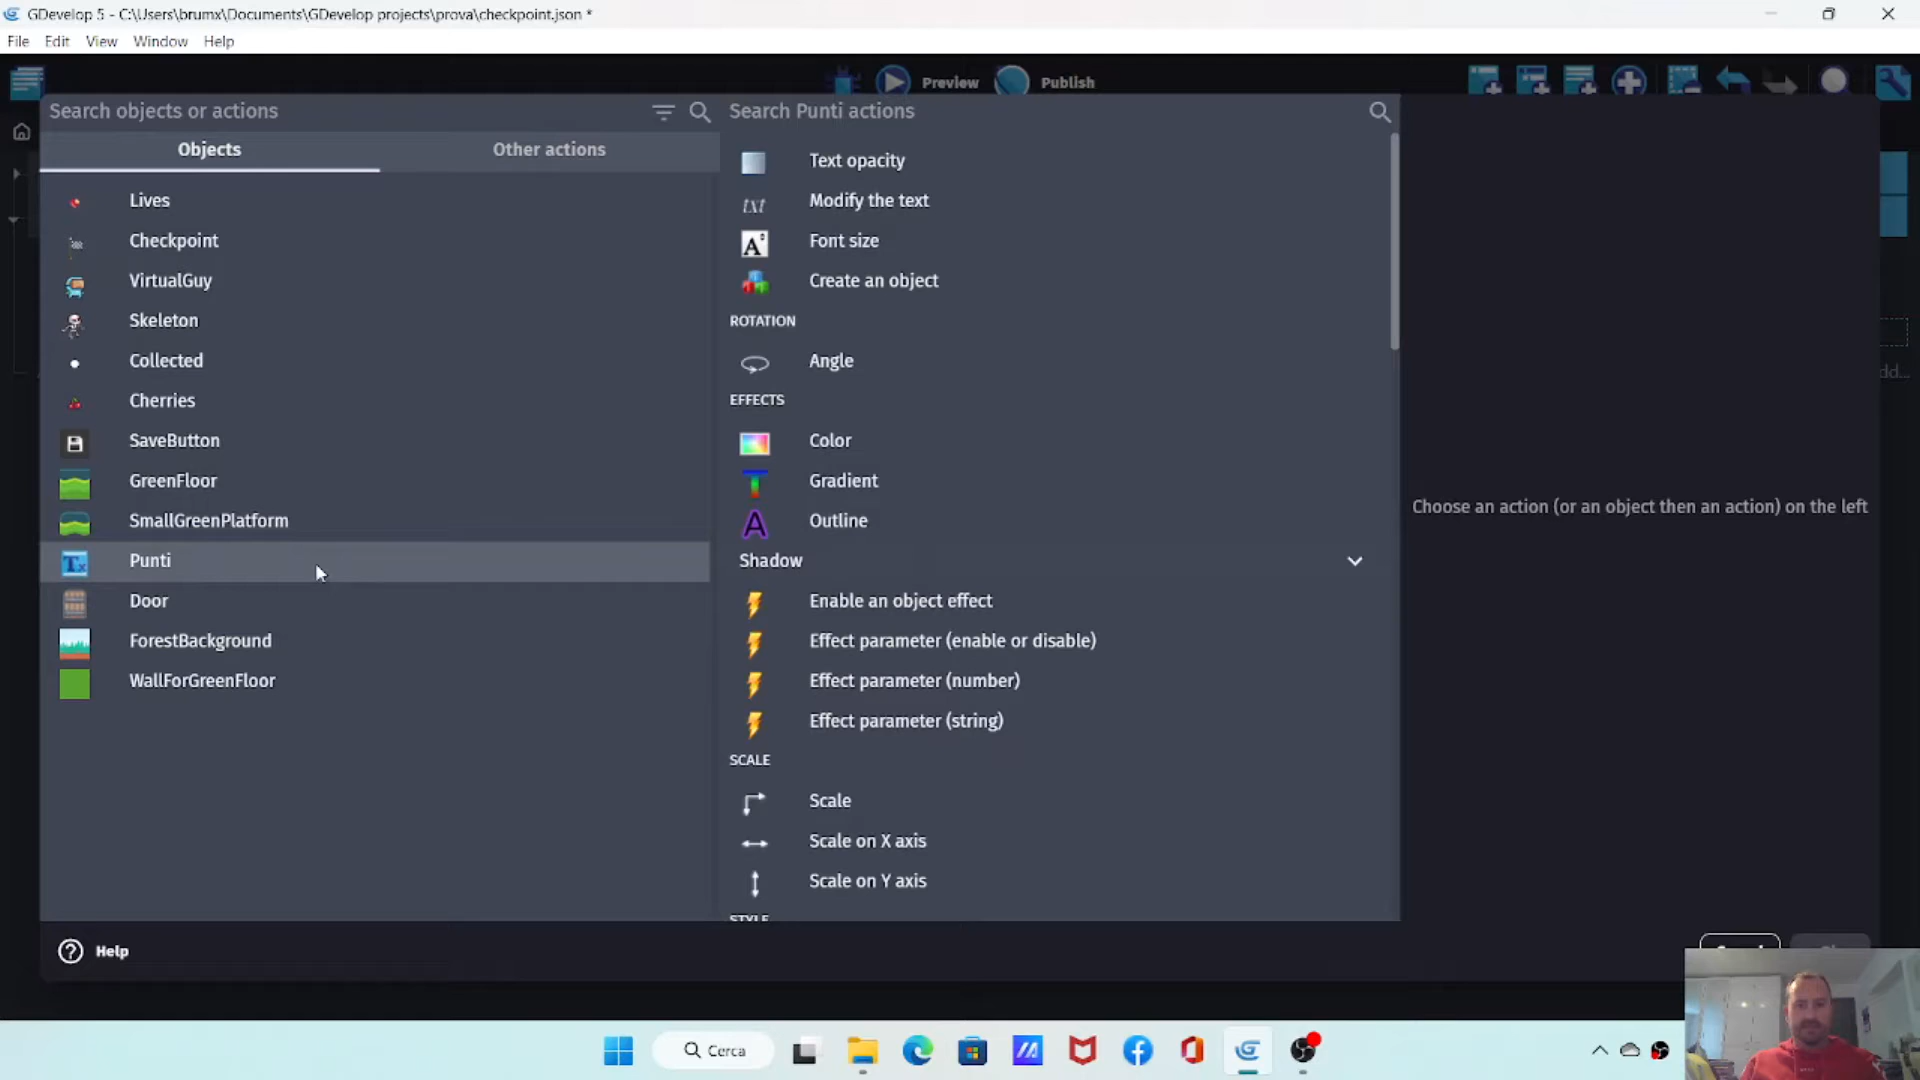 GDevelop 5 - C:\Users\brumx\Documents\GDevelop projects\prova\checkpoint.json *
File Edit View Window Help
Preview Publish
Search objects or actions
Objects Other actions
Lives
Checkpoint
VirtualGuy
Skeleton
Collected
Cherries
SaveButton
GreenFloor
SmallGreenPlatform
Punti
Door
ForestBackground
WallForGreenFloor
Search Punti actions
Text opacity
txt Modify the text
A Font size
Create an object
ROTATION
Angle
EFFECTS
Color
T Gradient
A Outline
Shadow
Enable an object effect
Effect parameter (enable or disable)
Effect parameter (number)
Effect parameter (string)
SCALE
Scale
Scale on X axis
Scale on Y axis
STYLE
Choose an action (or an object then an action) on the left
dd...
Help
Cerca